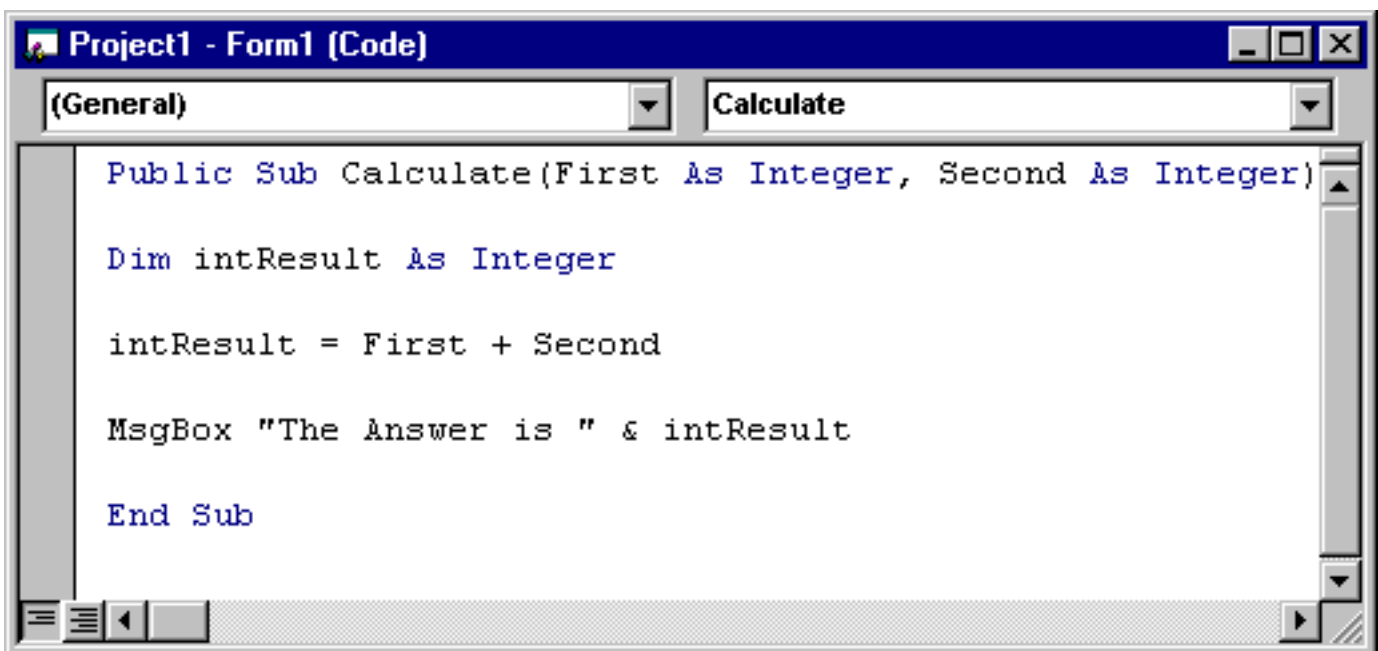 Project1 - Form1 (Code)
(General) Calculate
Public Sub Calculate(First As Integer, Second As Integer)
Dim intResult As Integer
intResult = First + Second
MsgBox "The Answer is " & intResult
End Sub